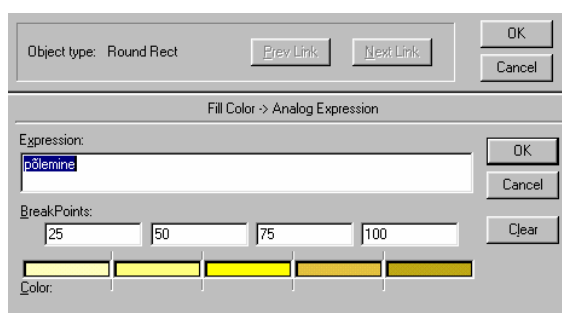 Object type: Round Rect
Prev Link
Next Link
OK
Cancel
Fill Color -> Analog Expression
Expression:
põlemine
OK
Cancel
BreakPoints:
25 50 75 100
Clear
Color: